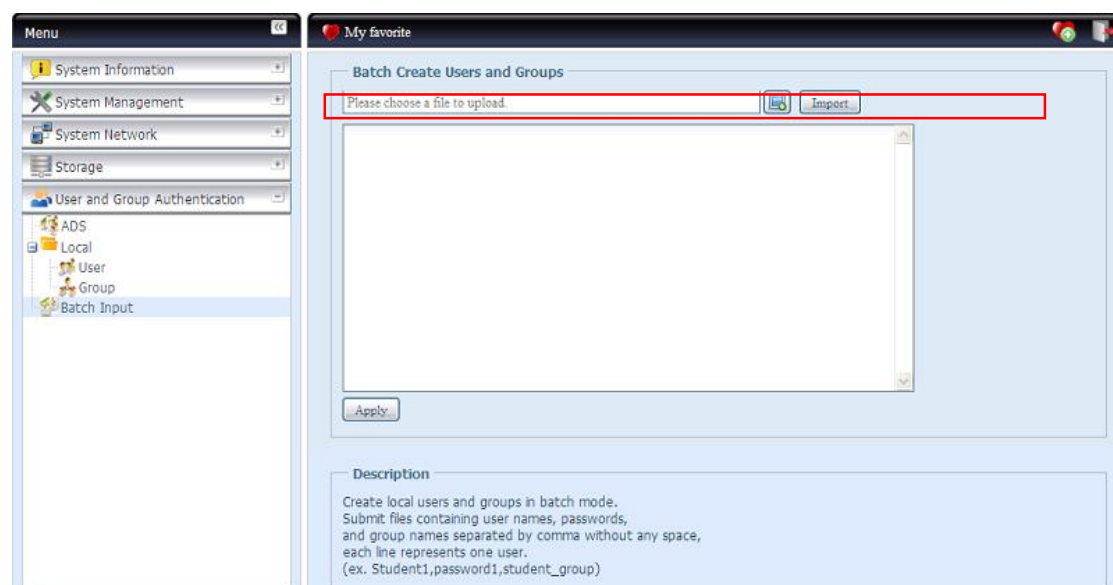 Menu
My favorite
System Information
System Management
System Network
Storage
User and Group Authentication
ADS
Local
User
Group
Batch Input
Batch Create Users and Groups
Please choose a file to upload.
Import
Apply
Description
Create local users and groups in batch mode.
Submit files containing user names, passwords,
and group names separated by comma without any space,
each line represents one user.
(ex. Student1,password1,student_group)